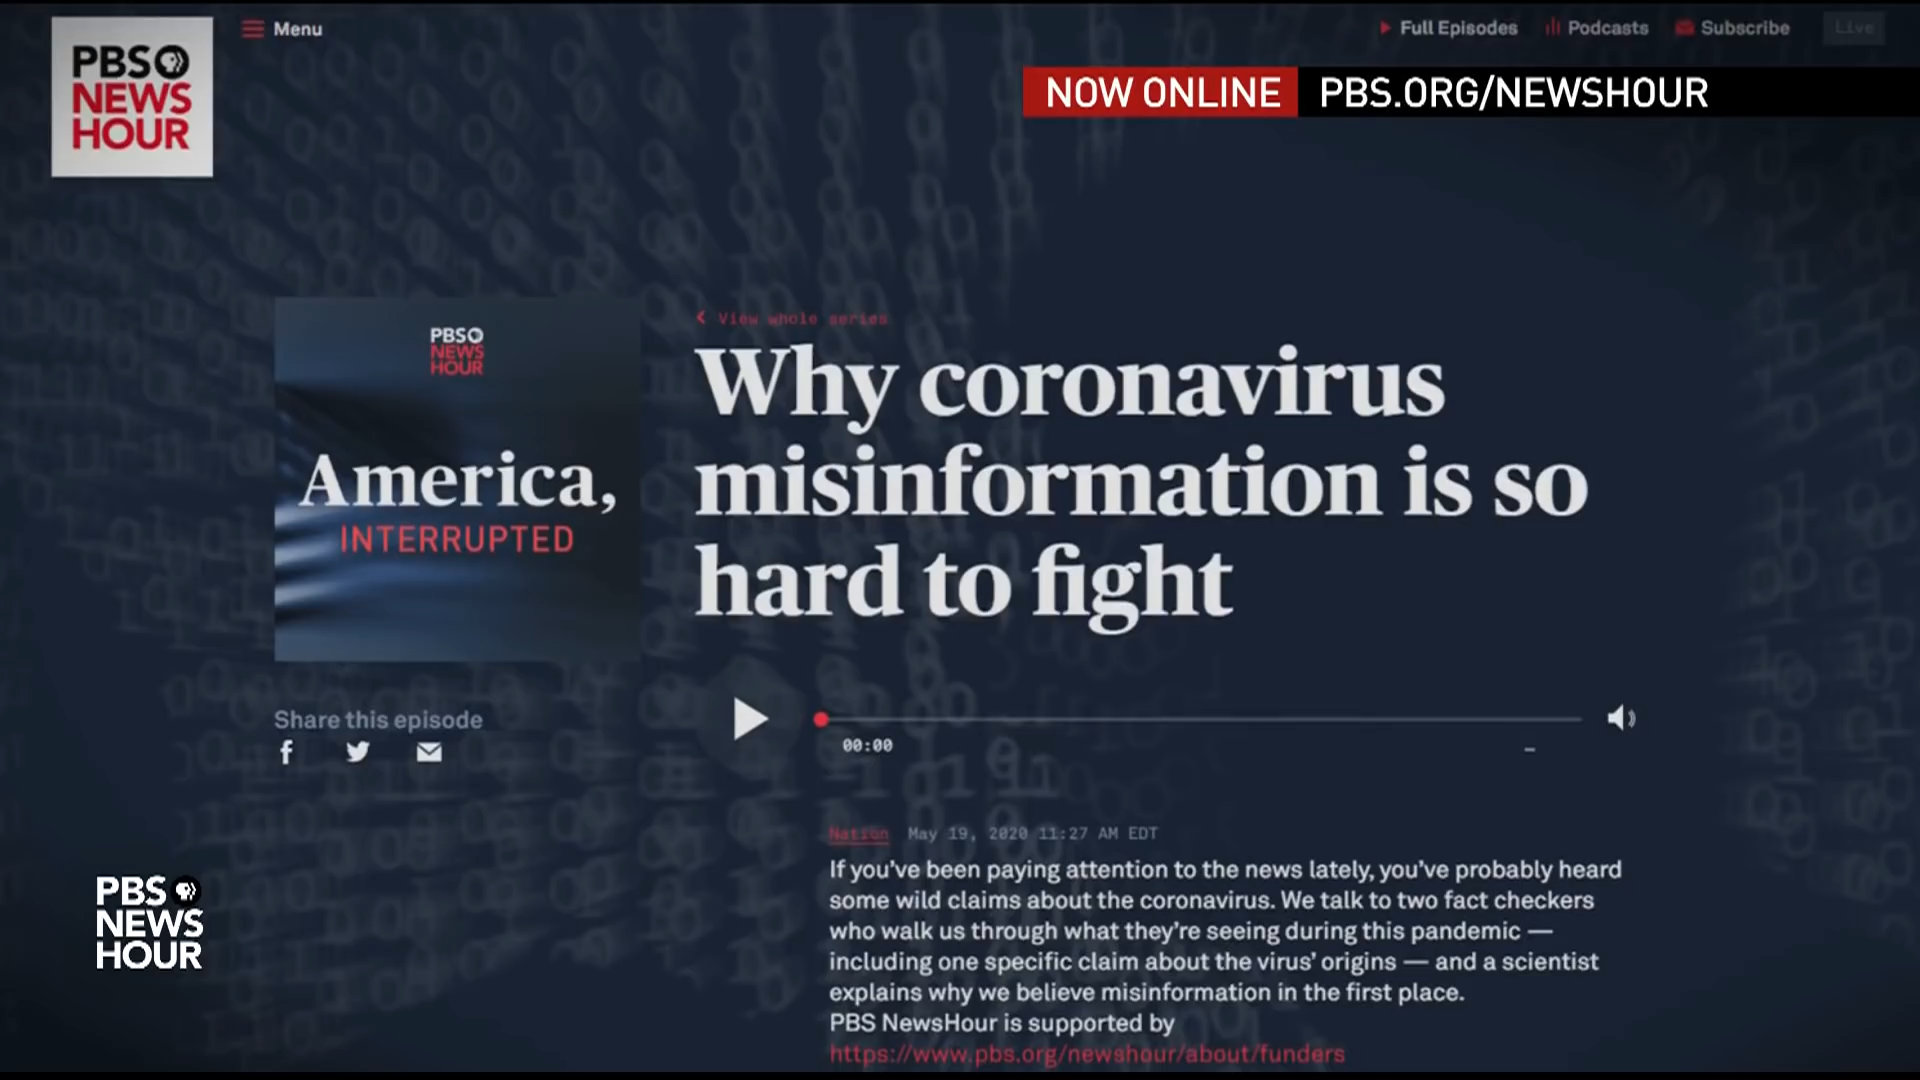 PBS
NEWS
HOUR
Menu
Full Episodes
Podcasts
Subscribe
Live
NOW ONLINE
PBS.ORG/NEWSHOUR
PBS
NEWS
HOUR
America,
INTERRUPTED
View whole series
Why coronavirus
misinformation is so
hard to fight
Share this episode
00:00
Nation May 19, 2020 11:27 AM EDT
If you've been paying attention to the news lately, you've probably heard
some wild claims about the coronavirus. We talk to two fact checkers
who walk us through what they're seeing during this pandemic —
including one specific claim about the virus' origins — and a scientist
explains why we believe misinformation in the first place.
PBS NewsHour is supported by
https://www.pbs.org/newshour/about/funders
PBS
NEWS
HOUR